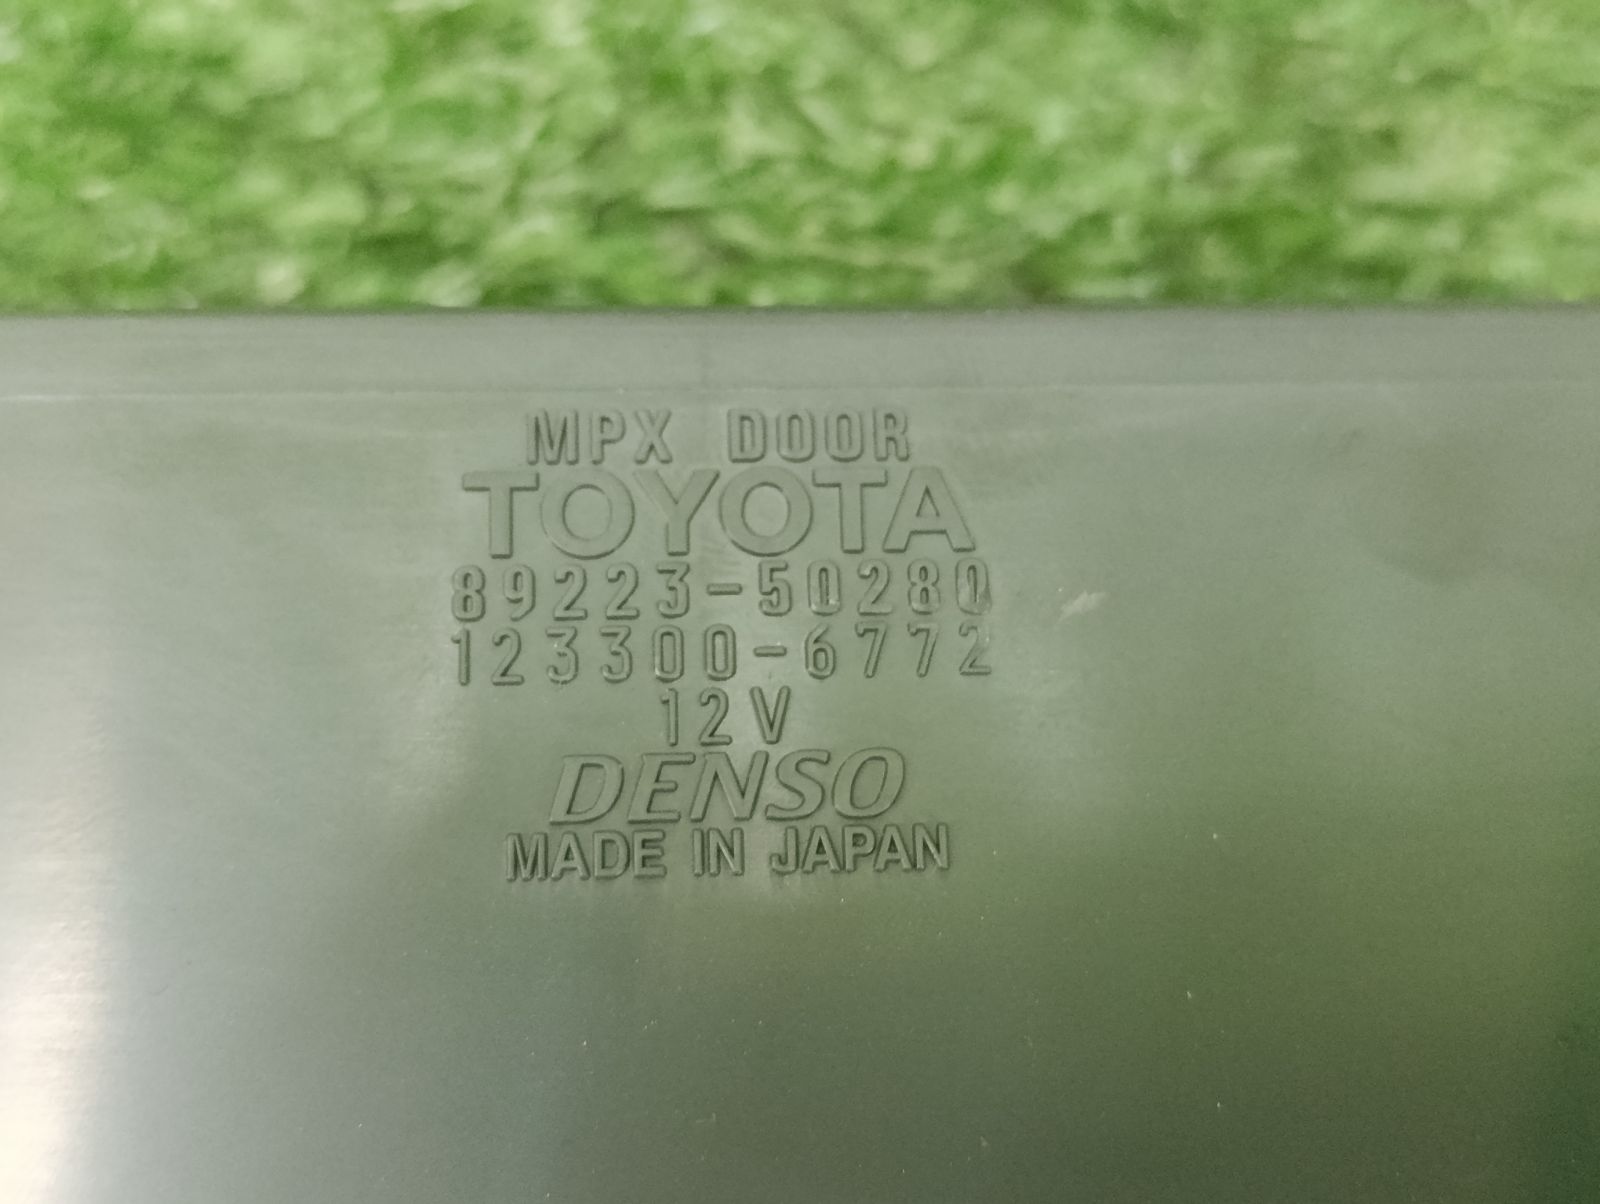 MPX DOOR
TOYOTA
89223-50280
123300-6772
12V
DENSO
MADE IN JAPAN